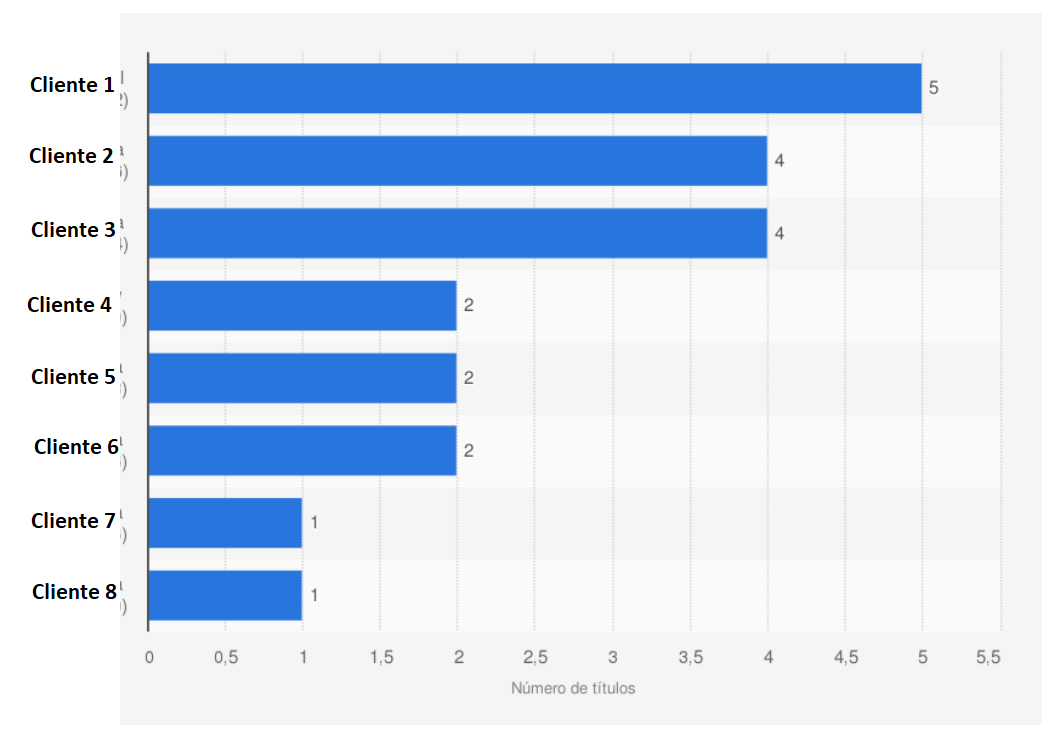 Cliente 1
5
Cliente 2
4
Cliente 3
4
Cliente 4
2
Cliente 5
2
Cliente 6
2
Cliente 7
1
Cliente 8
1
0 0,5 1 1,5 2 2,5 3 3,5 4 4,5 5 5,5
Número de títulos